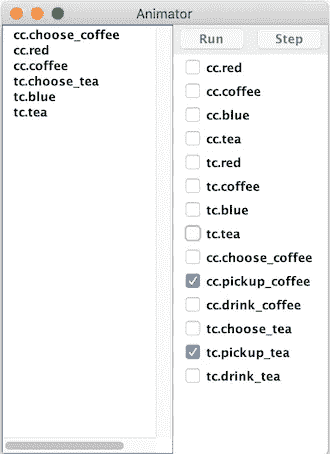 Animator
cc.choose_coffee
cc.red
cc.coffee
tc.choose_tea
tc.blue
tc.tea
Run Step
cc.red
cc.coffee
cc.blue
cc.tea
tc.red
tc.coffee
tc.blue
tc.tea
cc.choose_coffee
cc.pickup_coffee
cc.drink_coffee
tc.choose_tea
tc.pickup_tea
tc.drink_tea